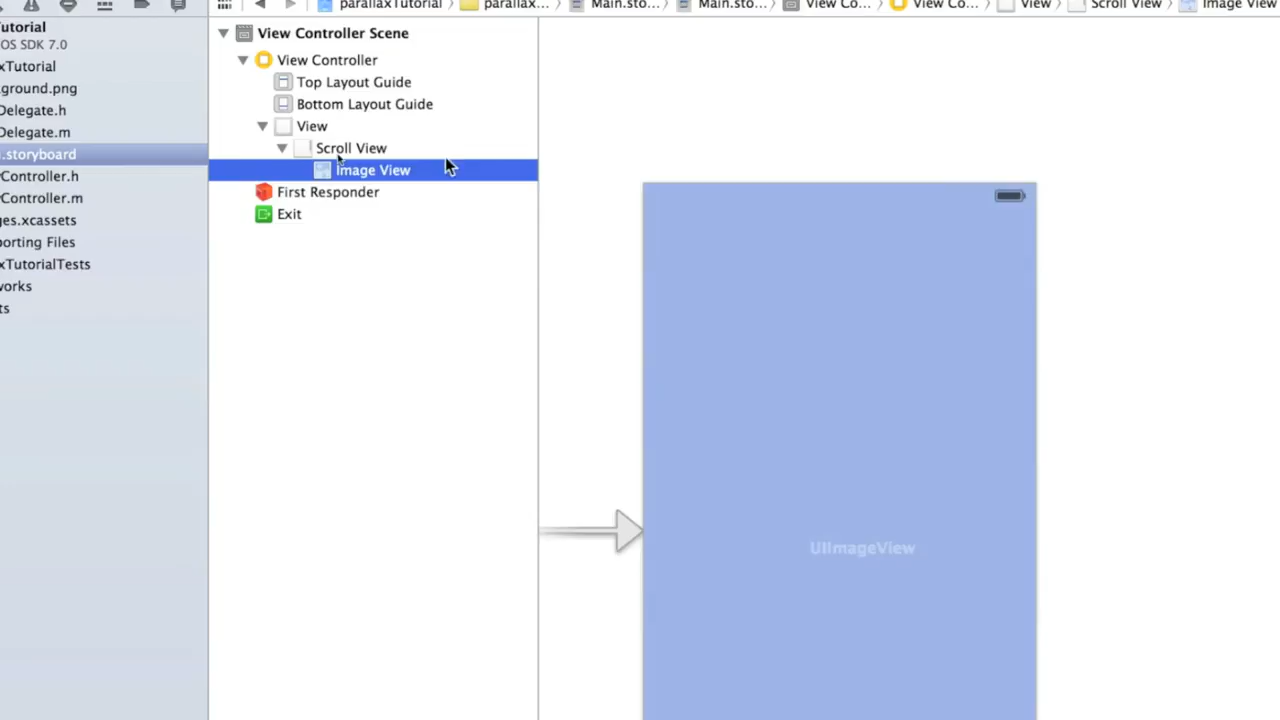 parallaxTutorial parallax... Main.sto... Main.sto... View Co... View Co... View Scroll View Image View
Tutorial
OS SDK 7.0
xTutorial
ground.png
Delegate.h
Delegate.m
.storyboard
Controller.h
Controller.m
ges.xcassets
porting Files
xTutorialTests
works
ts
View Controller Scene
View Controller
Top Layout Guide
Bottom Layout Guide
View
Scroll View
Image View
First Responder
Exit
UIImageView